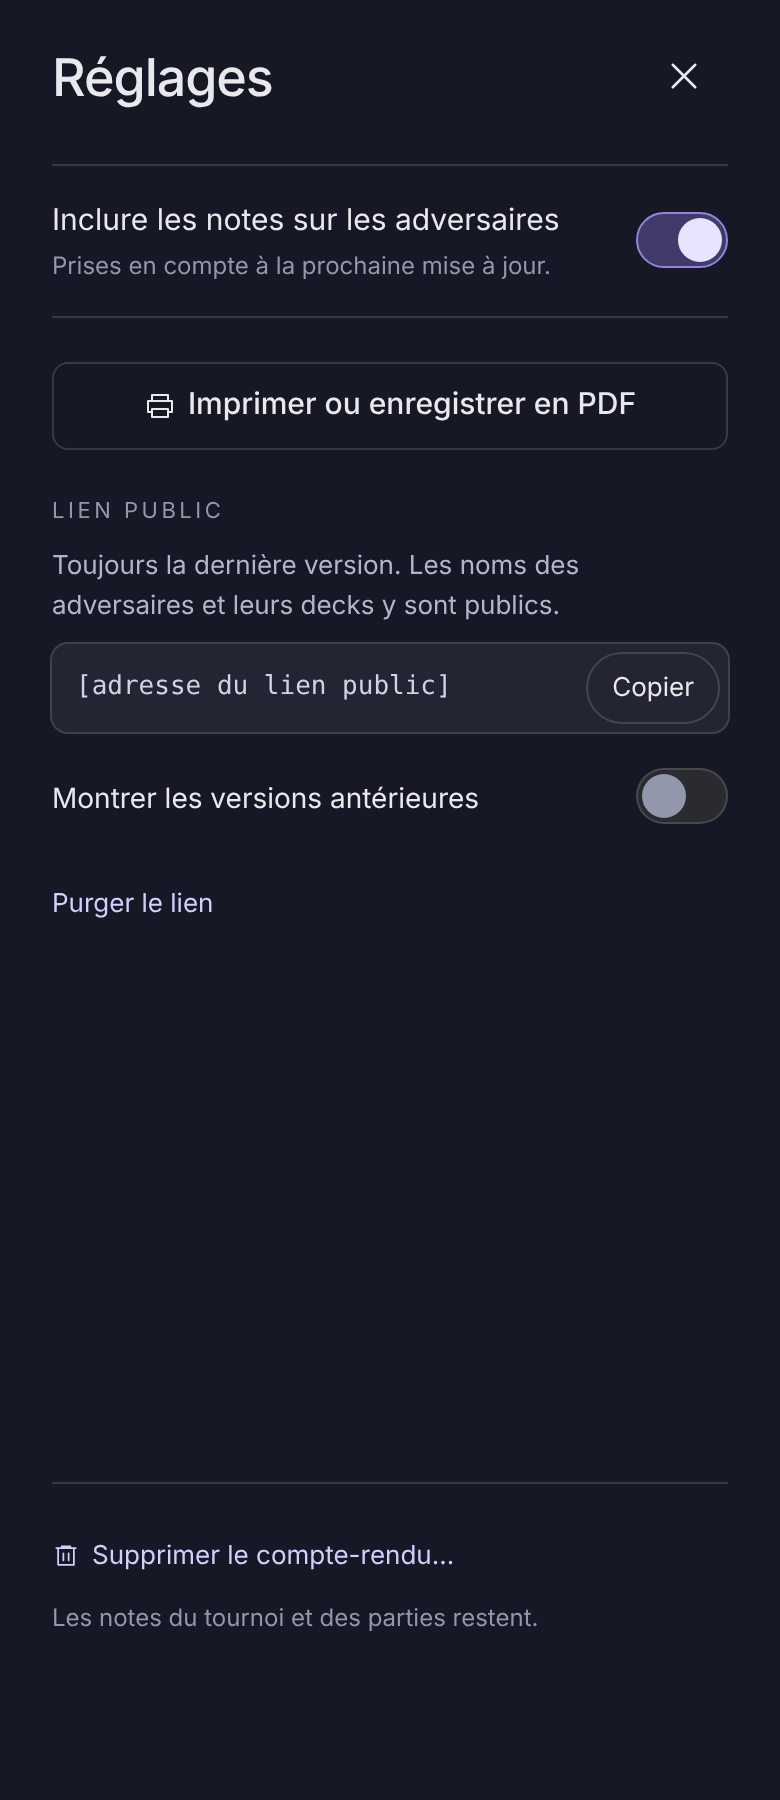 Réglages
Inclure les notes sur les adversaires
Prises en compte à la prochaine mise à jour.
Imprimer ou enregistrer en PDF
LIEN PUBLIC
Toujours la dernière version. Les noms des
adversaires et leurs decks y sont publics.
[adresse du lien public]
Copier
Montrer les versions antérieures
Purger le lien
Supprimer le compte-rendu...
Les notes du tournoi et des parties restent.